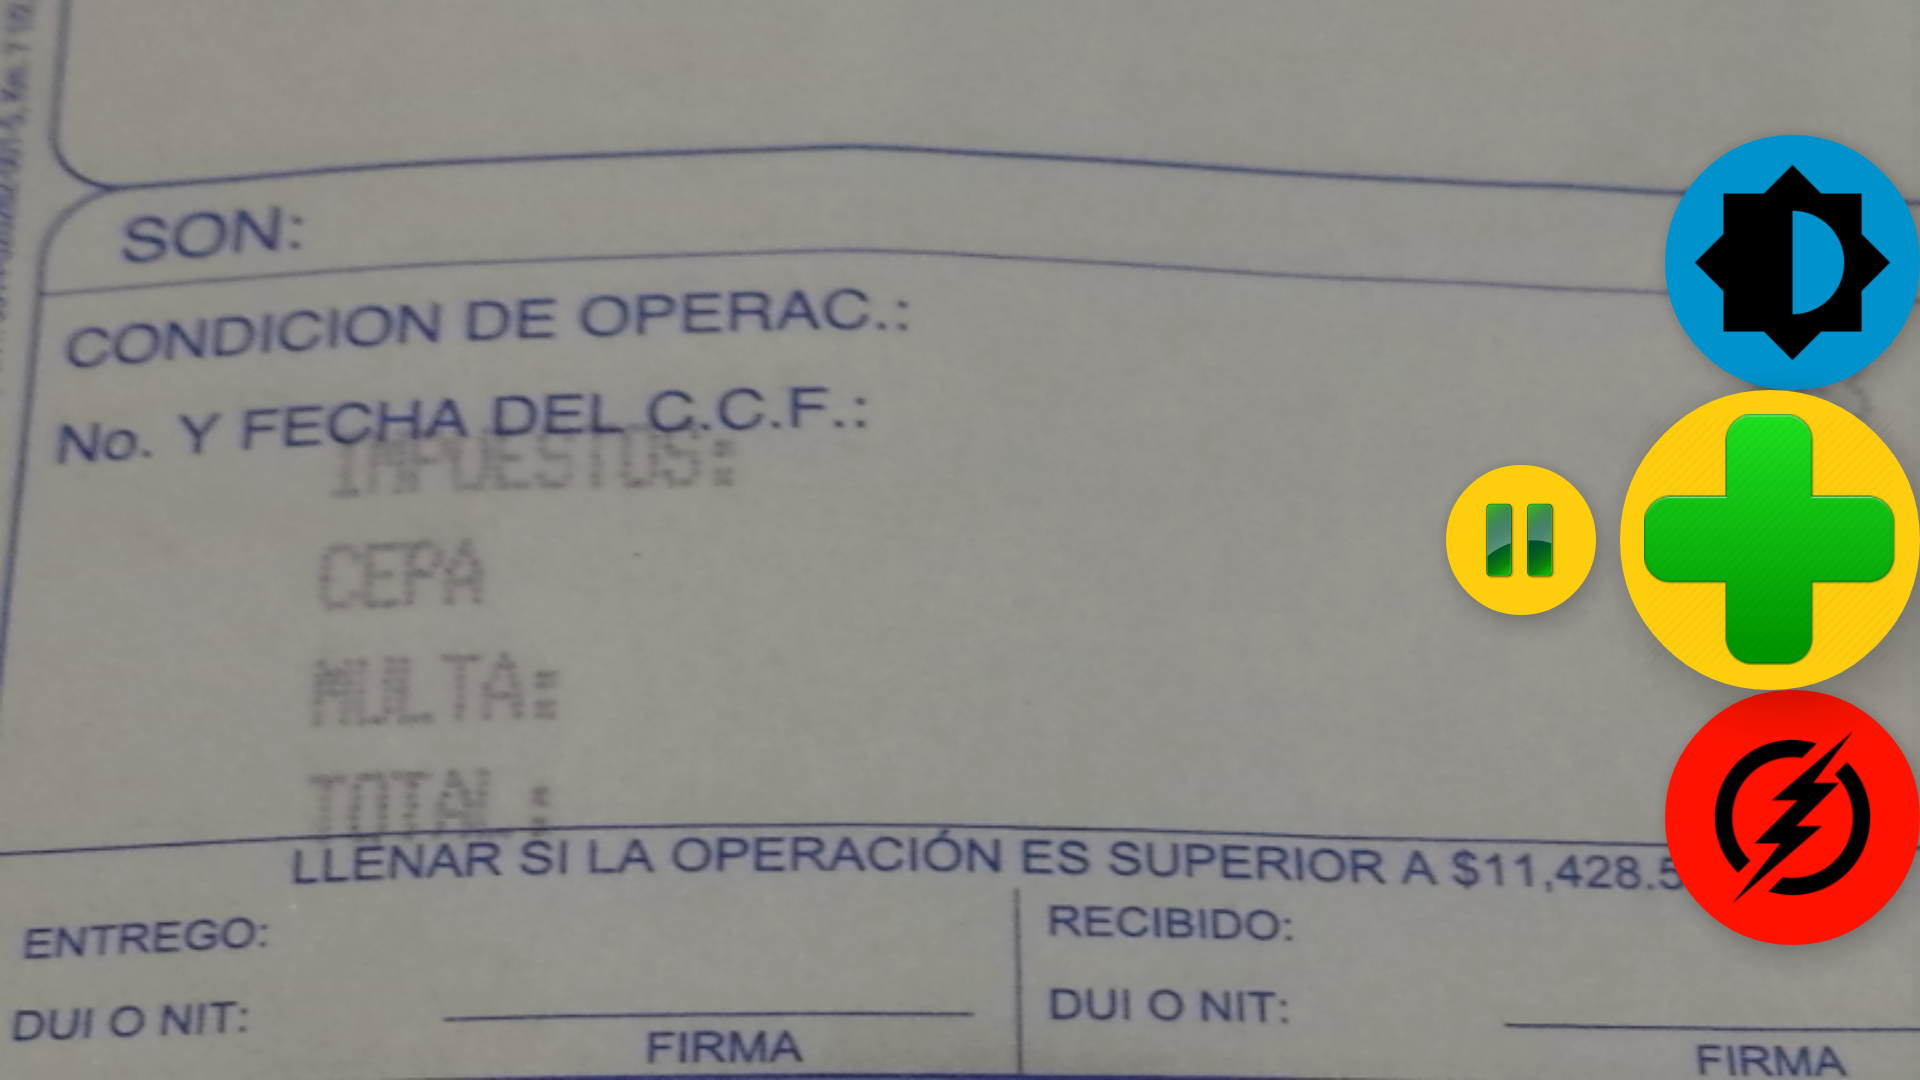 SON:
CONDICION DE OPERAC.:
No. Y FECHA DEL C.C.F.:
IMPUESTOS:
CEPA
MULTA:
TOTAL:
LLENAR SI LA OPERACIÓN ES SUPERIOR A $11,428.5
ENTREGO:
RECIBIDO:
DUI O NIT:
DUI O NIT:
FIRMA
FIRMA